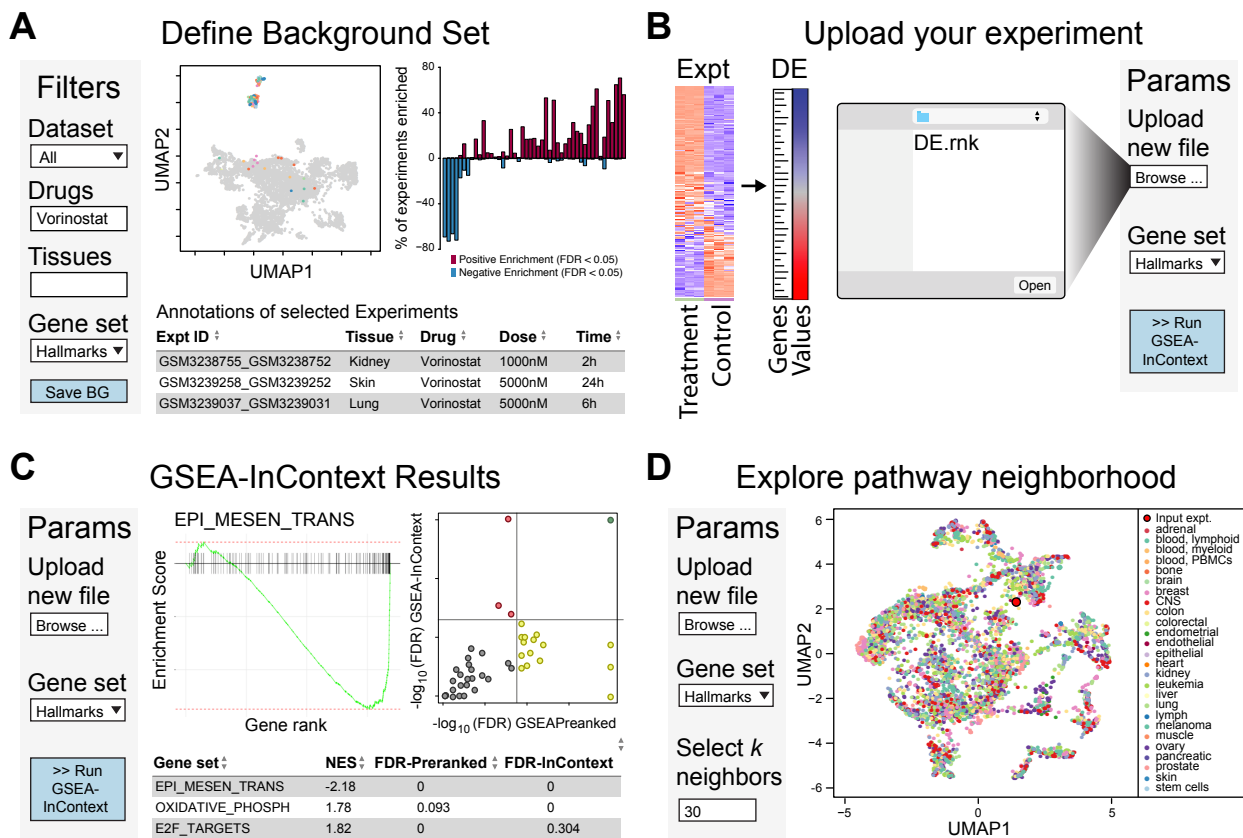 A
Define Background Set
Filters
Dataset
All
Drugs
Vorinostat
Tissues
Gene set
Hallmarks
Save BG
UMAP2
UMAP1
% of experiments enriched
80
40
0
−40
−80
Positive Enrichment (FDR < 0.05)
Negative Enrichment (FDR < 0.05)
Annotations of selected Experiments
Expt ID Tissue Drug Dose Time
GSM3238755_GSM3238752 Kidney Vorinostat 1000nM 2h
GSM3239258_GSM3239252 Skin Vorinostat 5000nM 24h
GSM3239037_GSM3239031 Lung Vorinostat 5000nM 6h
B
Upload your experiment
Expt
DE
Treatment
Control
Genes
Values
DE.rnk
Open
Params
Upload
new file
Browse ...
Gene set
Hallmarks
>> Run
GSEA-
InContext
C
GSEA-InContext Results
Params
Upload
new file
Browse ...
Gene set
Hallmarks
>> Run
GSEA-
InContext
EPI_MESEN_TRANS
Enrichment Score
Gene rank
-log10 (FDR) GSEA-InContext
-log10 (FDR) GSEAPreranked
Gene set NES FDR-Preranked FDR-InContext
EPI_MESEN_TRANS -2.18 0 0
OXIDATIVE_PHOSPH 1.78 0.093 0
E2F_TARGETS 1.82 0 0.304
D
Explore pathway neighborhood
Params
Upload
new file
Browse ...
Gene set
Hallmarks
Select k
neighbors
30
UMAP2
6
4
2
0
−2
−4
−6
−5
0
5
UMAP1
Input expt.
adrenal
blood, lymphoid
blood, myeloid
blood, PBMCs
bone
brain
breast
CNS
colon
colorectal
endometrial
endothelial
epithelial
heart
kidney
leukemia
liver
lung
lymph
melanoma
muscle
ovary
pancreatic
prostate
skin
stem cells